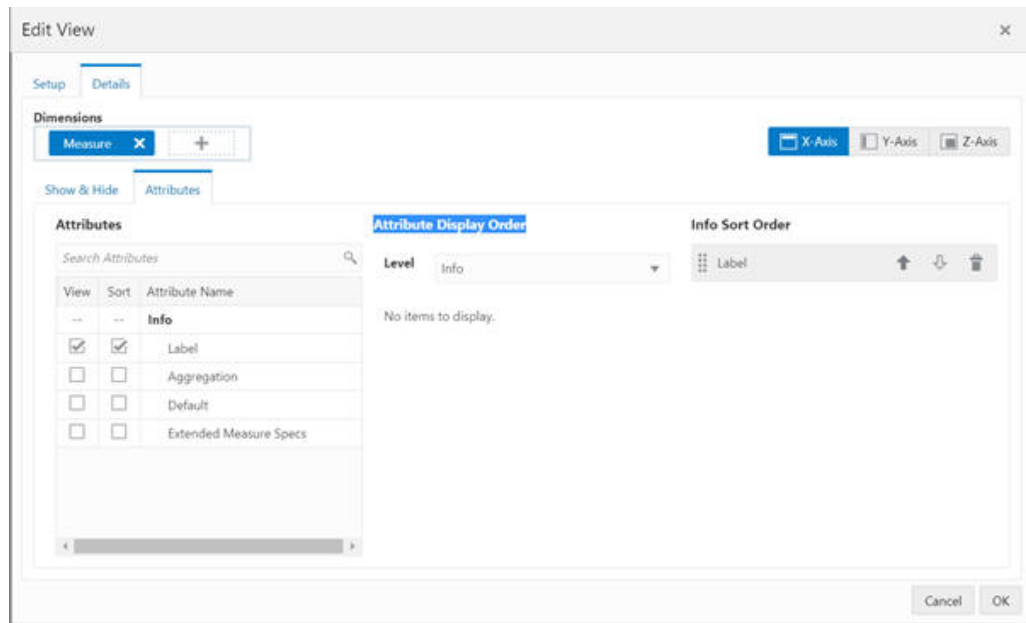 Edit View
Setup Details
Dimensions
Measure
X-Axis Y-Axis Z-Axis
Show & Hide Attributes
Attributes
Search Attributes
View Sort Attribute Name
-- -- Info
Label
Aggregation
Default
Extended Measure Specs
Attribute Display Order
Level Info
No items to display.
Info Sort Order
Label
Cancel OK